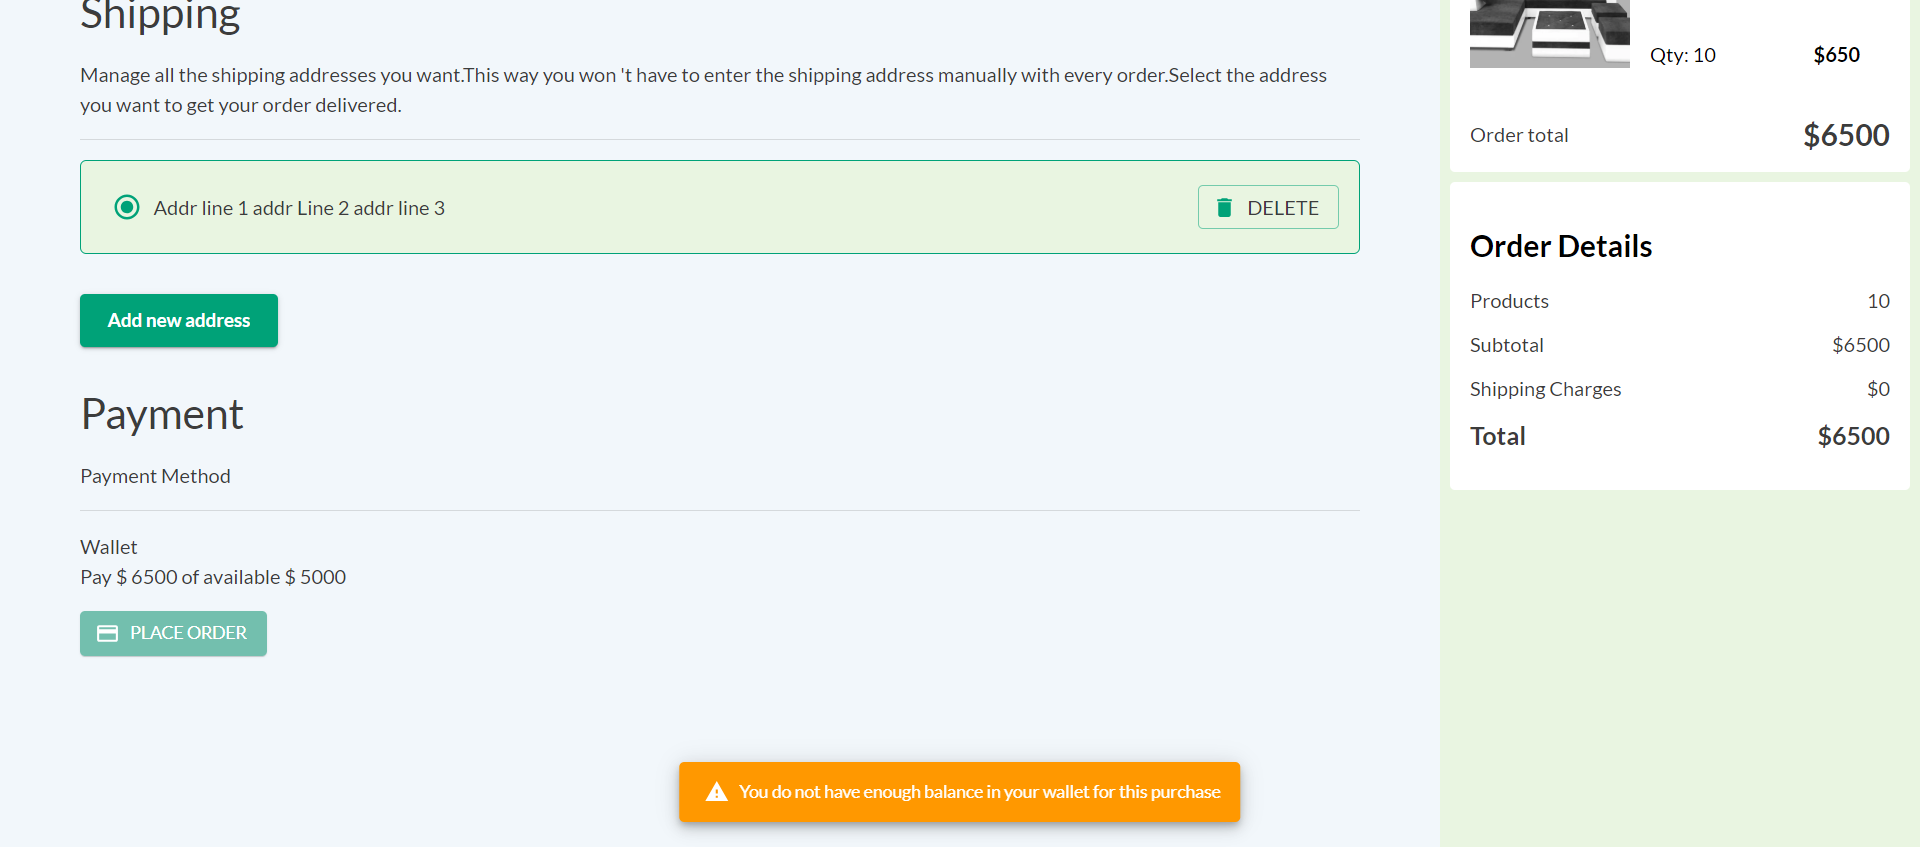 Shipping
Manage all the shipping addresses you want.This way you won 't have to enter the shipping address manually with every order.Select the address
you want to get your order delivered.
Addr line 1 addr Line 2 addr line 3
DELETE
Add new address
Payment
Payment Method
Wallet
Pay $ 6500 of available $ 5000
PLACE ORDER
You do not have enough balance in your wallet for this purchase
Qty: 10 $650
Order total $6500
Order Details
Products 10
Subtotal $6500
Shipping Charges $0
Total $6500